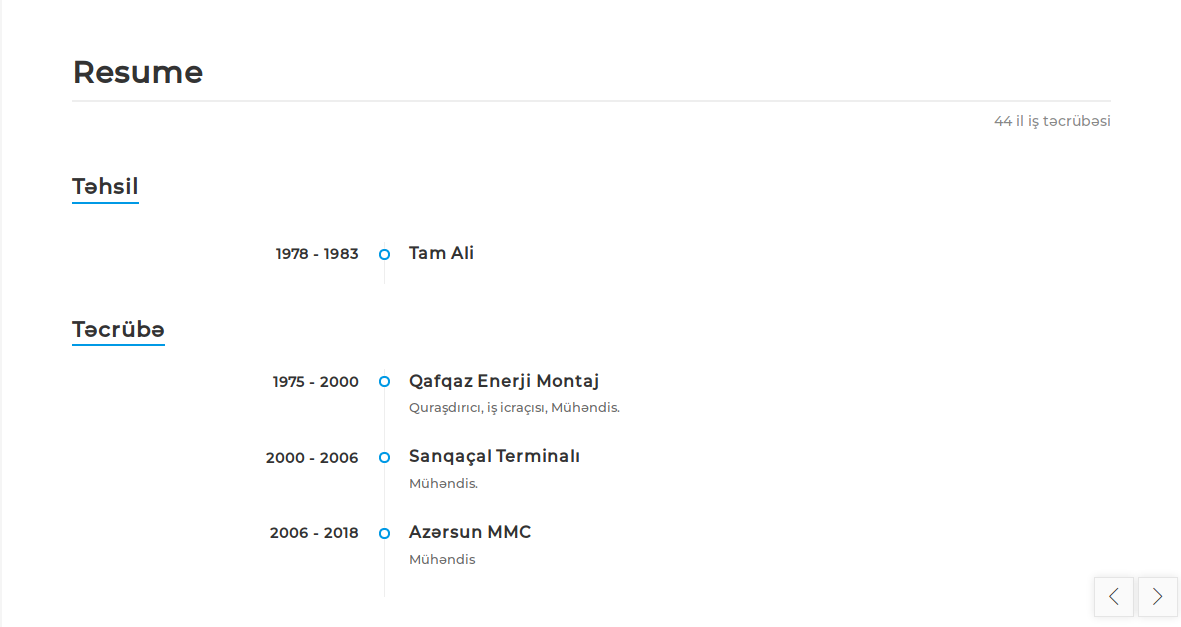 Resume
44 il iş təcrübəsi
Təhsil
1978 - 1983
Tam Ali
Təcrübə
1975 - 2000
Qafqaz Enerji Montaj
Quraşdırıcı, iş icraçısı, Mühəndis.
2000 - 2006
Sanqaçal Terminalı
Mühəndis.
2006 - 2018
Azərsun MMC
Mühəndis